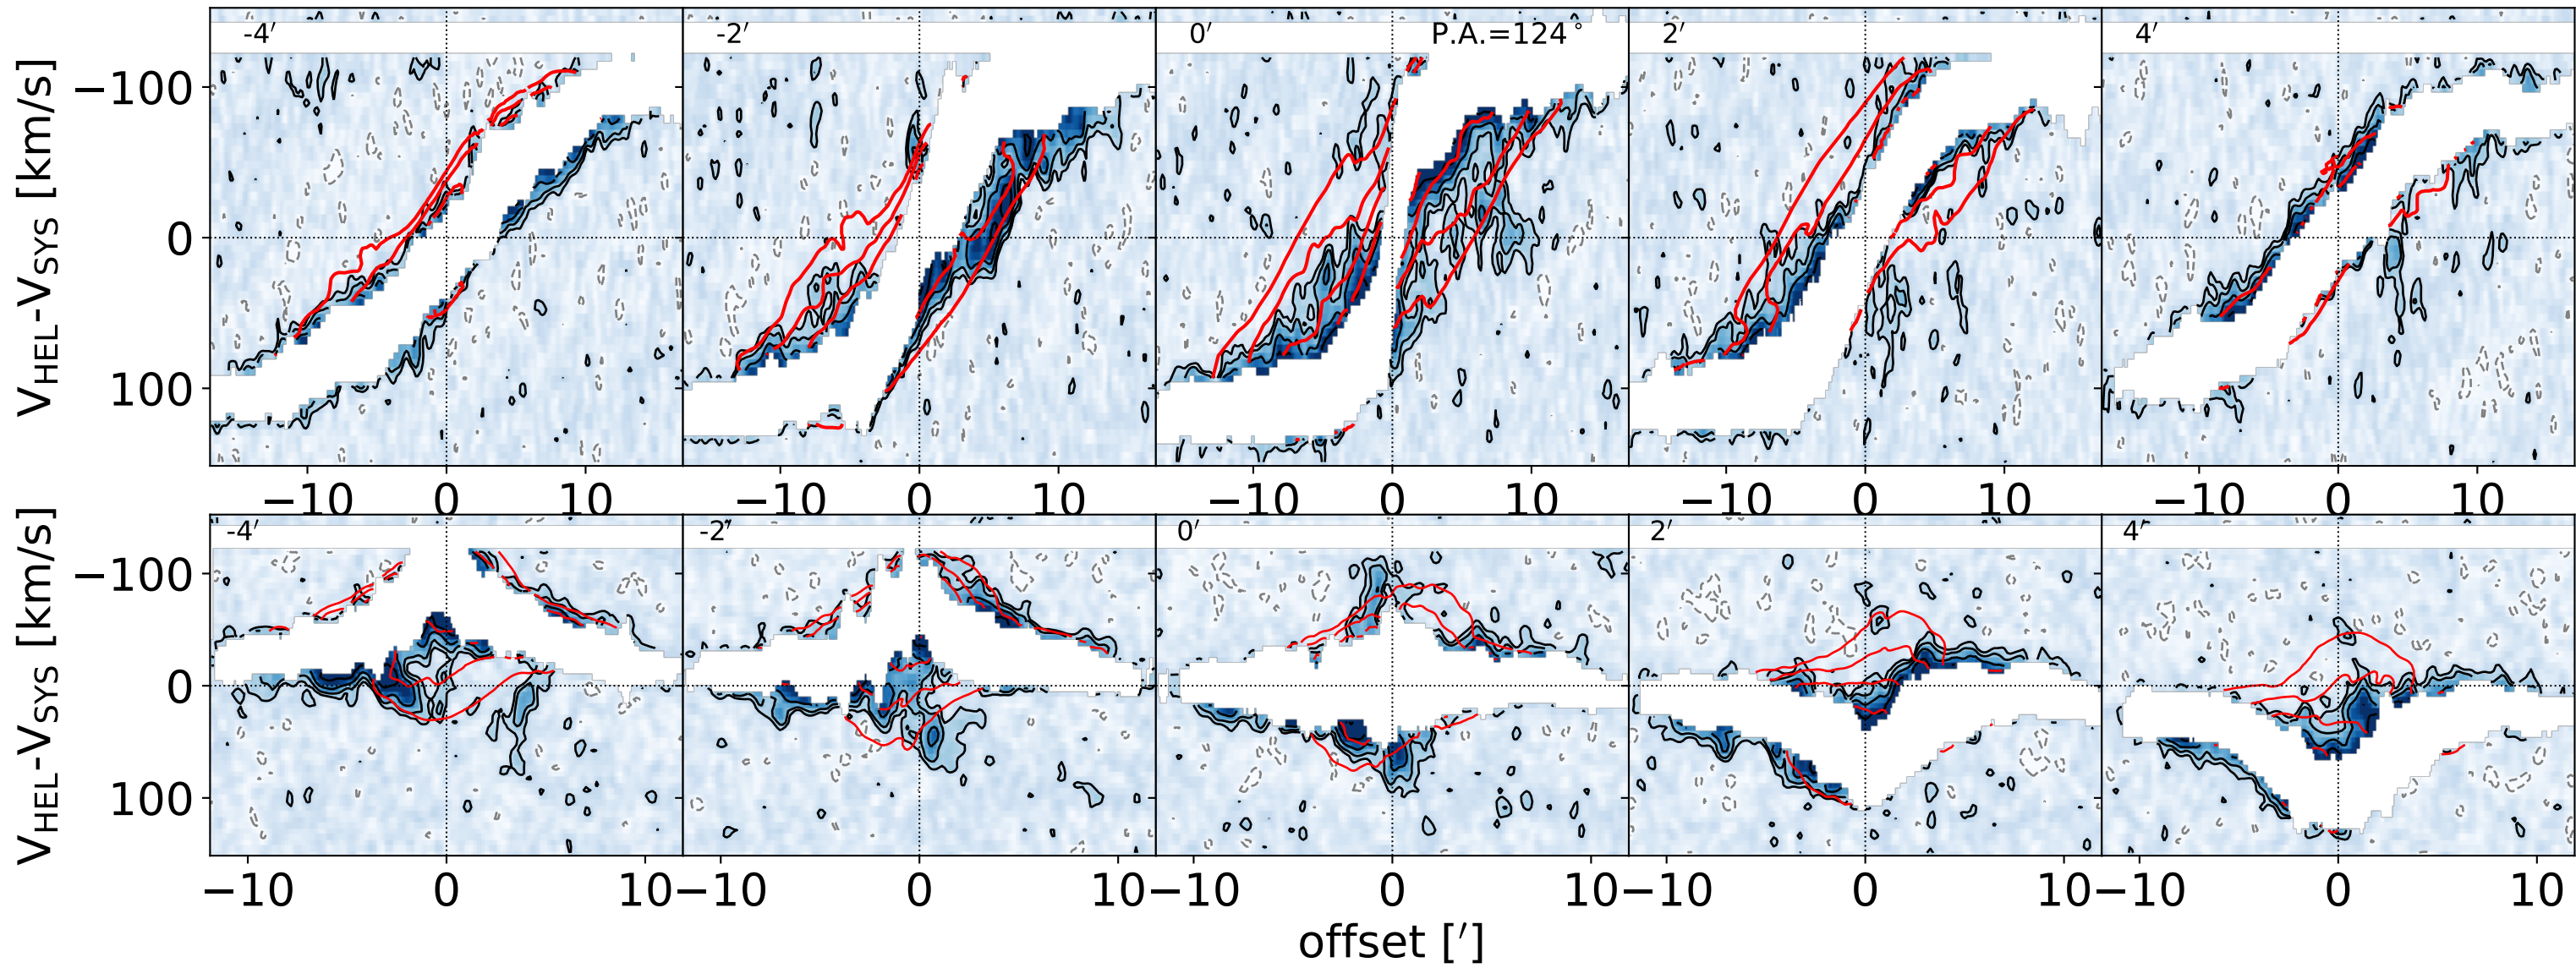 -4′ -2′ 0′ P.A.=124° 2′ 4′
V_HEL-V_SYS [km/s]
−100
0
100
−10 0 10 −10 0 10 −10 0 10 −10 0 10 −10 0 10
-4′ -2′ 0′ 2′ 4′
V_HEL-V_SYS [km/s]
−100
0
100
−10 0 10 −10 0 10 −10 0 10 −10 0 10 −10 0 10
offset [′]